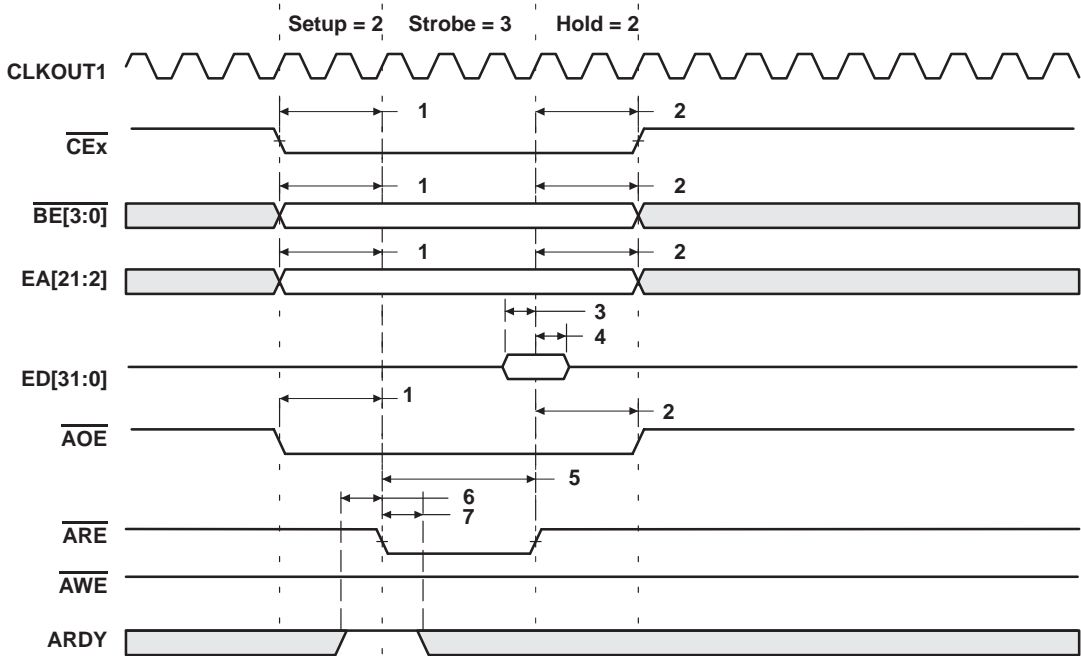 Setup = 2 Strobe = 3 Hold = 2
CLKOUT1
1 2
CEx
1 2
BE[3:0]
1 2
EA[21:2]
3
4
ED[31:0]
1
2
AOE
5
6
7
ARE
AWE
ARDY